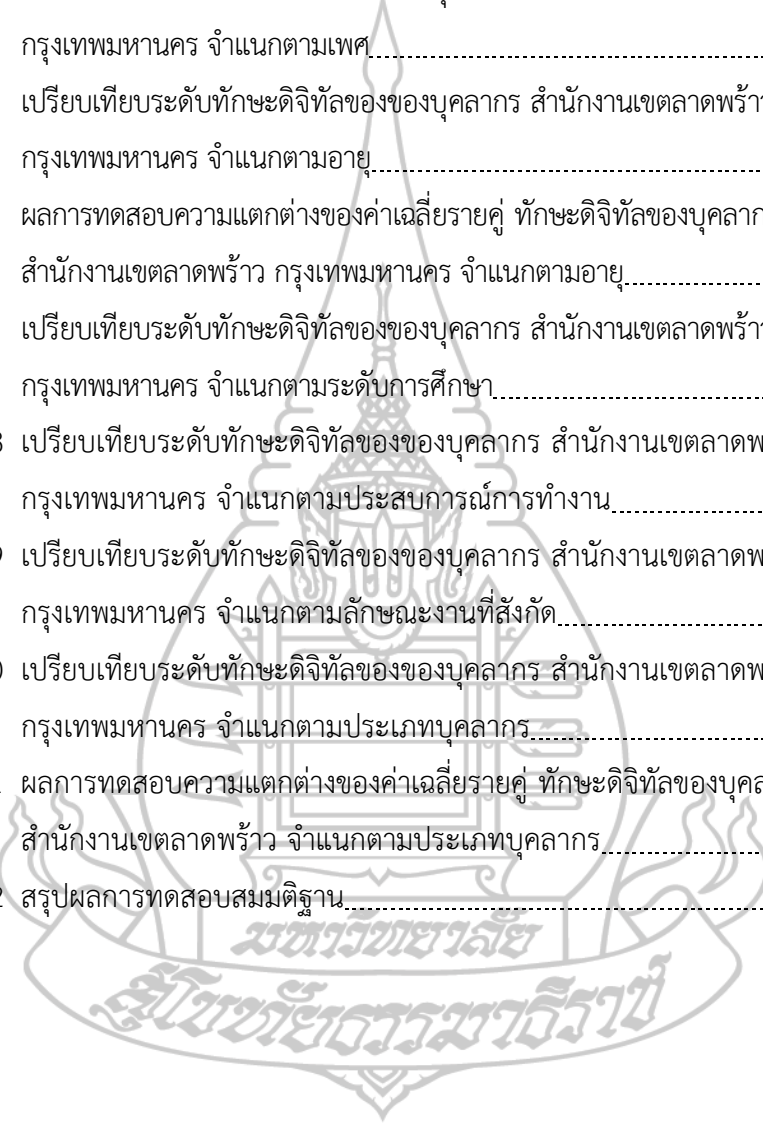 กรุงเทพมหานคร จำแนกตามเพศ
เปรียบเทียบระดับทักษะดิจิทัลของของบุคลากร สำนักงานเขตลาดพร้าว
กรุงเทพมหานคร จำแนกตามอายุ
ผลการทดสอบความแตกต่างของค่าเฉลี่ยรายคู่ ทักษะดิจิทัลของบุคลาก
สำนักงานเขตลาดพร้าว กรุงเทพมหานคร จำแนกตามอายุ
เปรียบเทียบระดับทักษะดิจิทัลของของบุคลากร สำนักงานเขตลาดพร้าว
กรุงเทพมหานคร จำแนกตามระดับการศึกษา
8 เปรียบเทียบระดับทักษะดิจิทัลของของบุคลากร สำนักงานเขตลาดพ
กรุงเทพมหานคร จำแนกตามประสบการณ์การทำงาน
9 เปรียบเทียบระดับทักษะดิจิทัลของของบุคลากร สำนักงานเขตลาดพ
กรุงเทพมหานคร จำแนกตามลักษณะงานที่สังกัด
0 เปรียบเทียบระดับทักษะดิจิทัลของของบุคลากร สำนักงานเขตลาดพ
กรุงเทพมหานคร จำแนกตามประเภทบุคลากร
ผลการทดสอบความแตกต่างของค่าเฉลี่ยรายคู่ ทักษะดิจิทัลของบุคล
สำนักงานเขตลาดพร้าว จำแนกตามประเภทบุคลากร
2 สรุปผลการทดสอบสมมติฐาน
มหาวิทยาลัย
สุโขทัยธรรมาธิราช